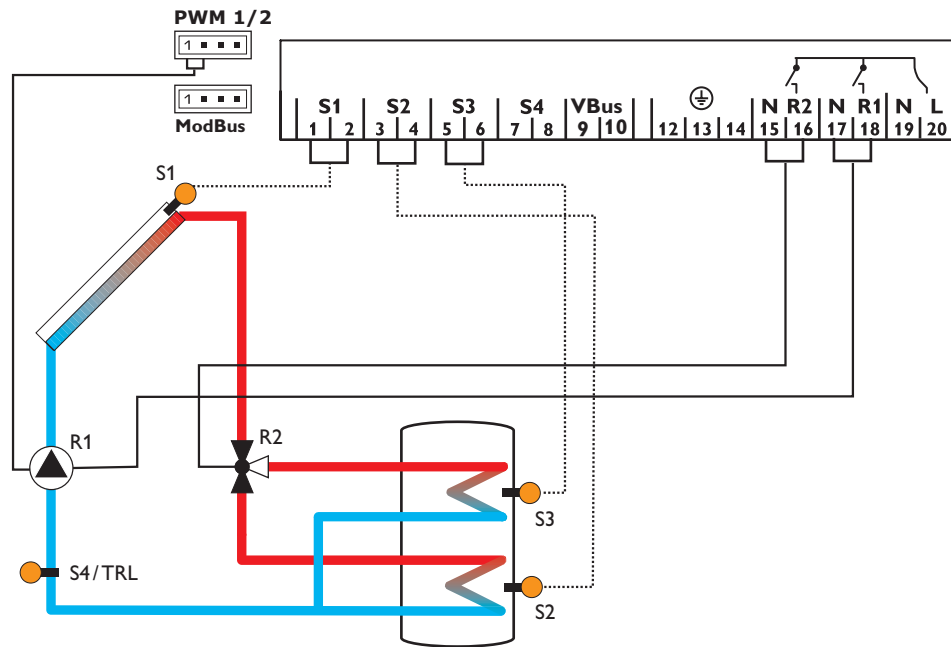 PWM 1/2
1
1
ModBus
S1 S2 S3 S4 VBus N R2 N R1 N L
1 2 3 4 5 6 7 8 9 10 12 13 14 15 16 17 18 19 20
S1
R1
R2
S3
S4/TRL
S2